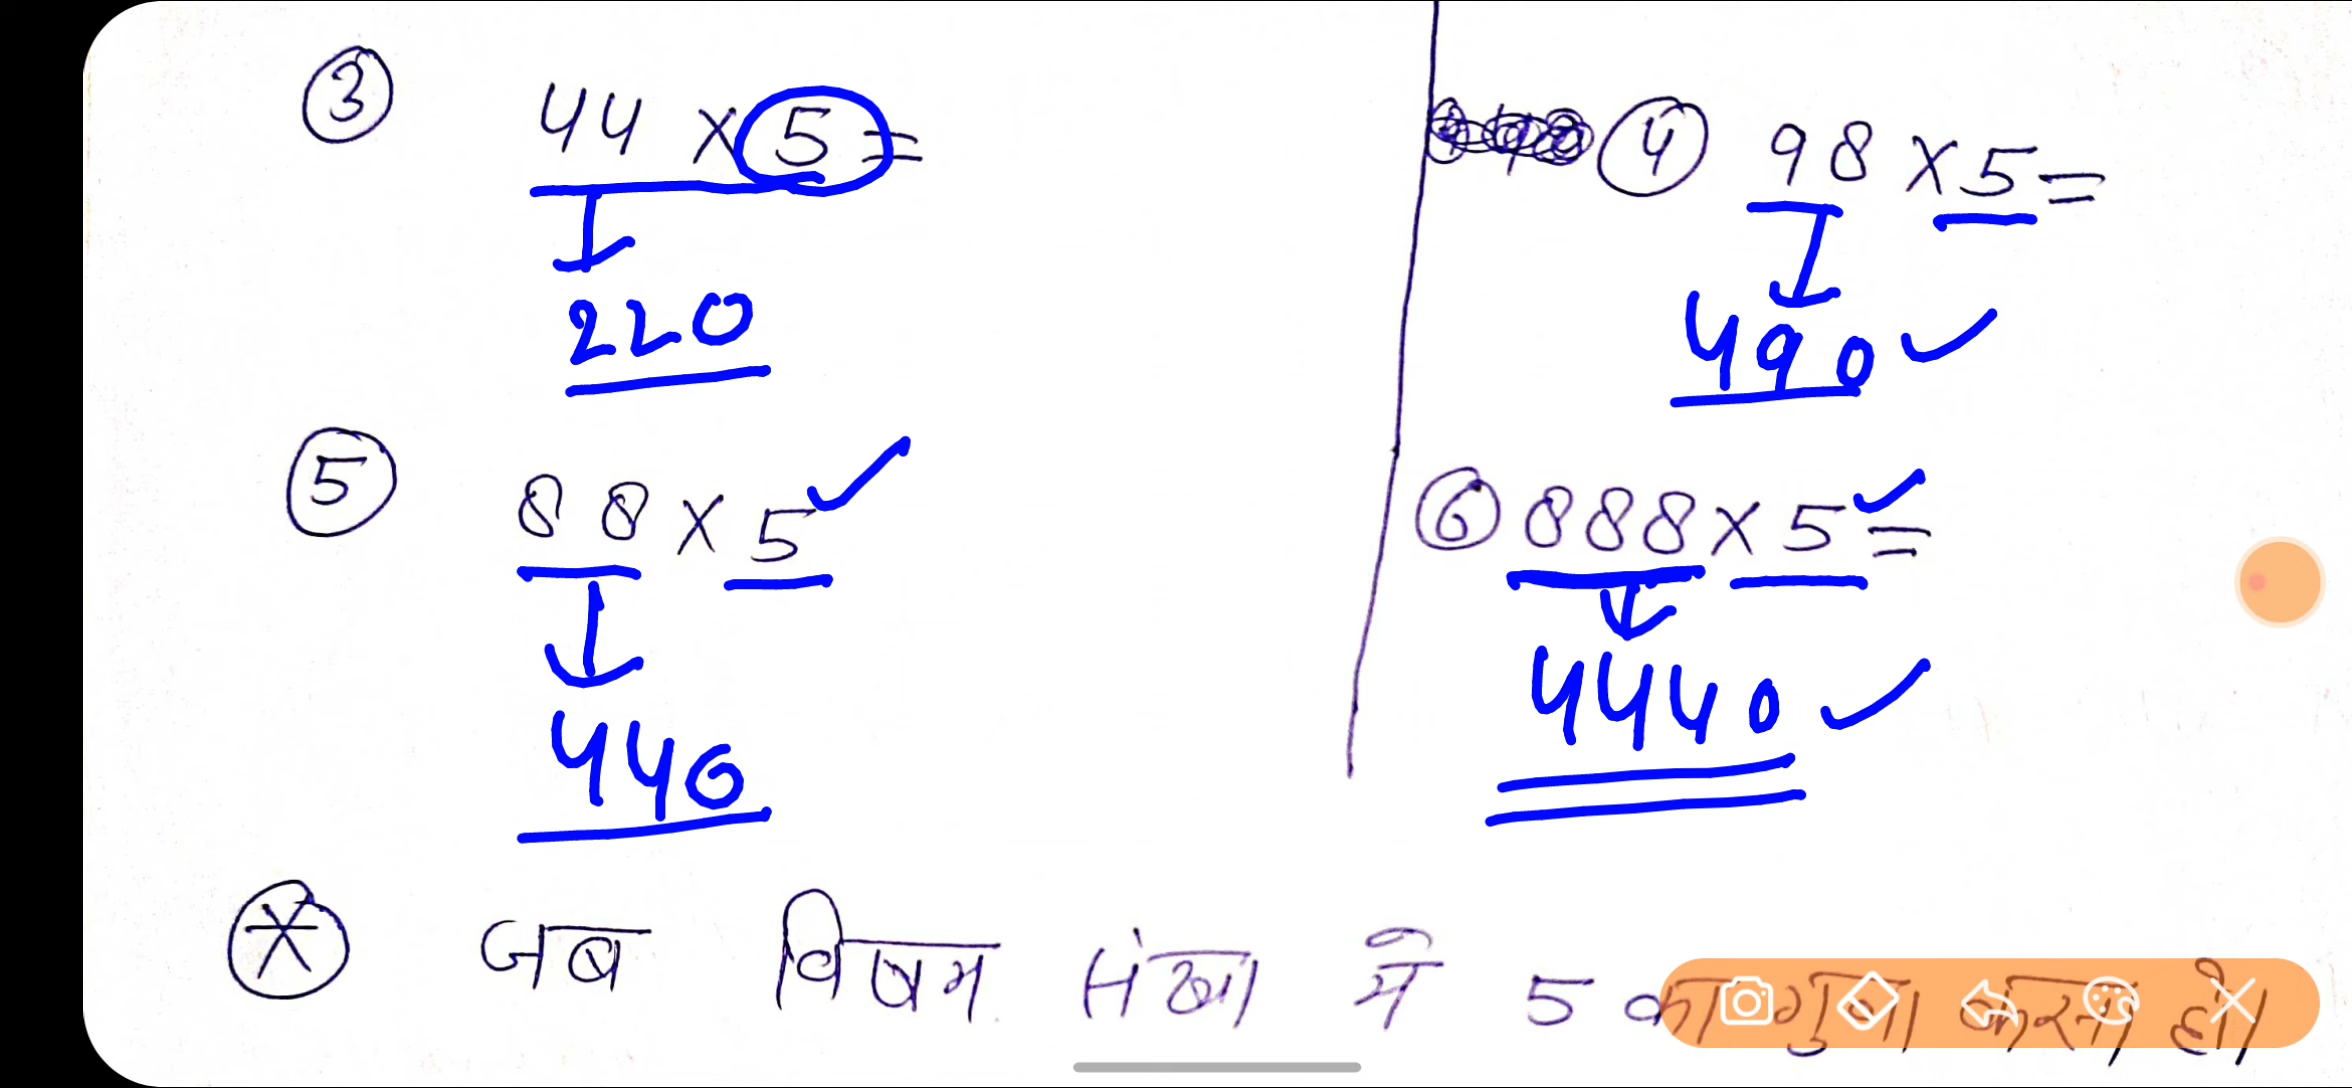 ③ 44 × 5 =
220
④ 98 × 5 =
490
⑤ 88 × 5
440
⑥ 888 × 5 =
4440
* जब विषम संख्या में 5 का गुणा करना हो।